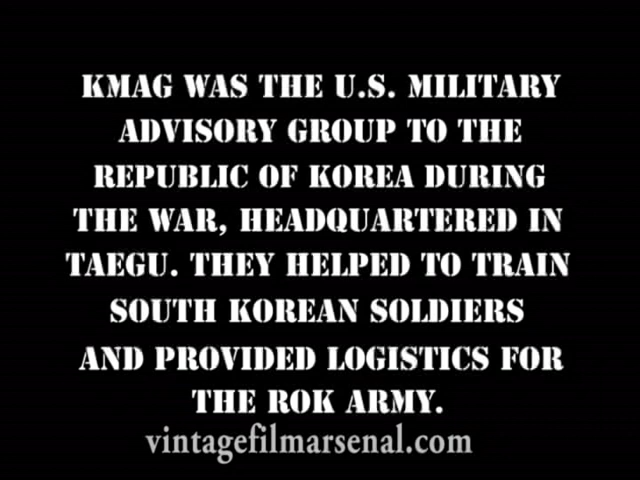 KMAG WAS THE U.S. MILITARY
ADVISORY GROUP TO THE
REPUBLIC OF KOREA DURING
THE WAR, HEADQUARTERED IN
TAEGU. THEY HELPED TO TRAIN
SOUTH KOREAN SOLDIERS
AND PROVIDED LOGISTICS FOR
THE ROK ARMY.
vintagefilmarsenal.com